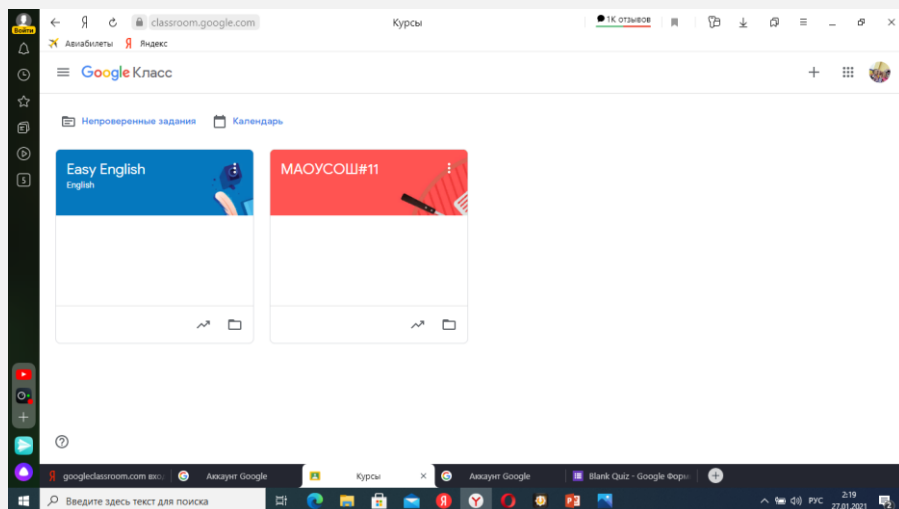 Войти
classroom.google.com
Курсы
1К отзывов
Авиабилеты
Я Яндекс
Google Класс
Непроверенные задания
Календарь
Easy English
English
МАОУСОШ#11
googleclassroom.com вхо
Аккаунт Google
Курсы
Аккаунт Google
Blank Quiz - Google Форм
Введите здесь текст для поиска
РУС
2:19
27.01.2021